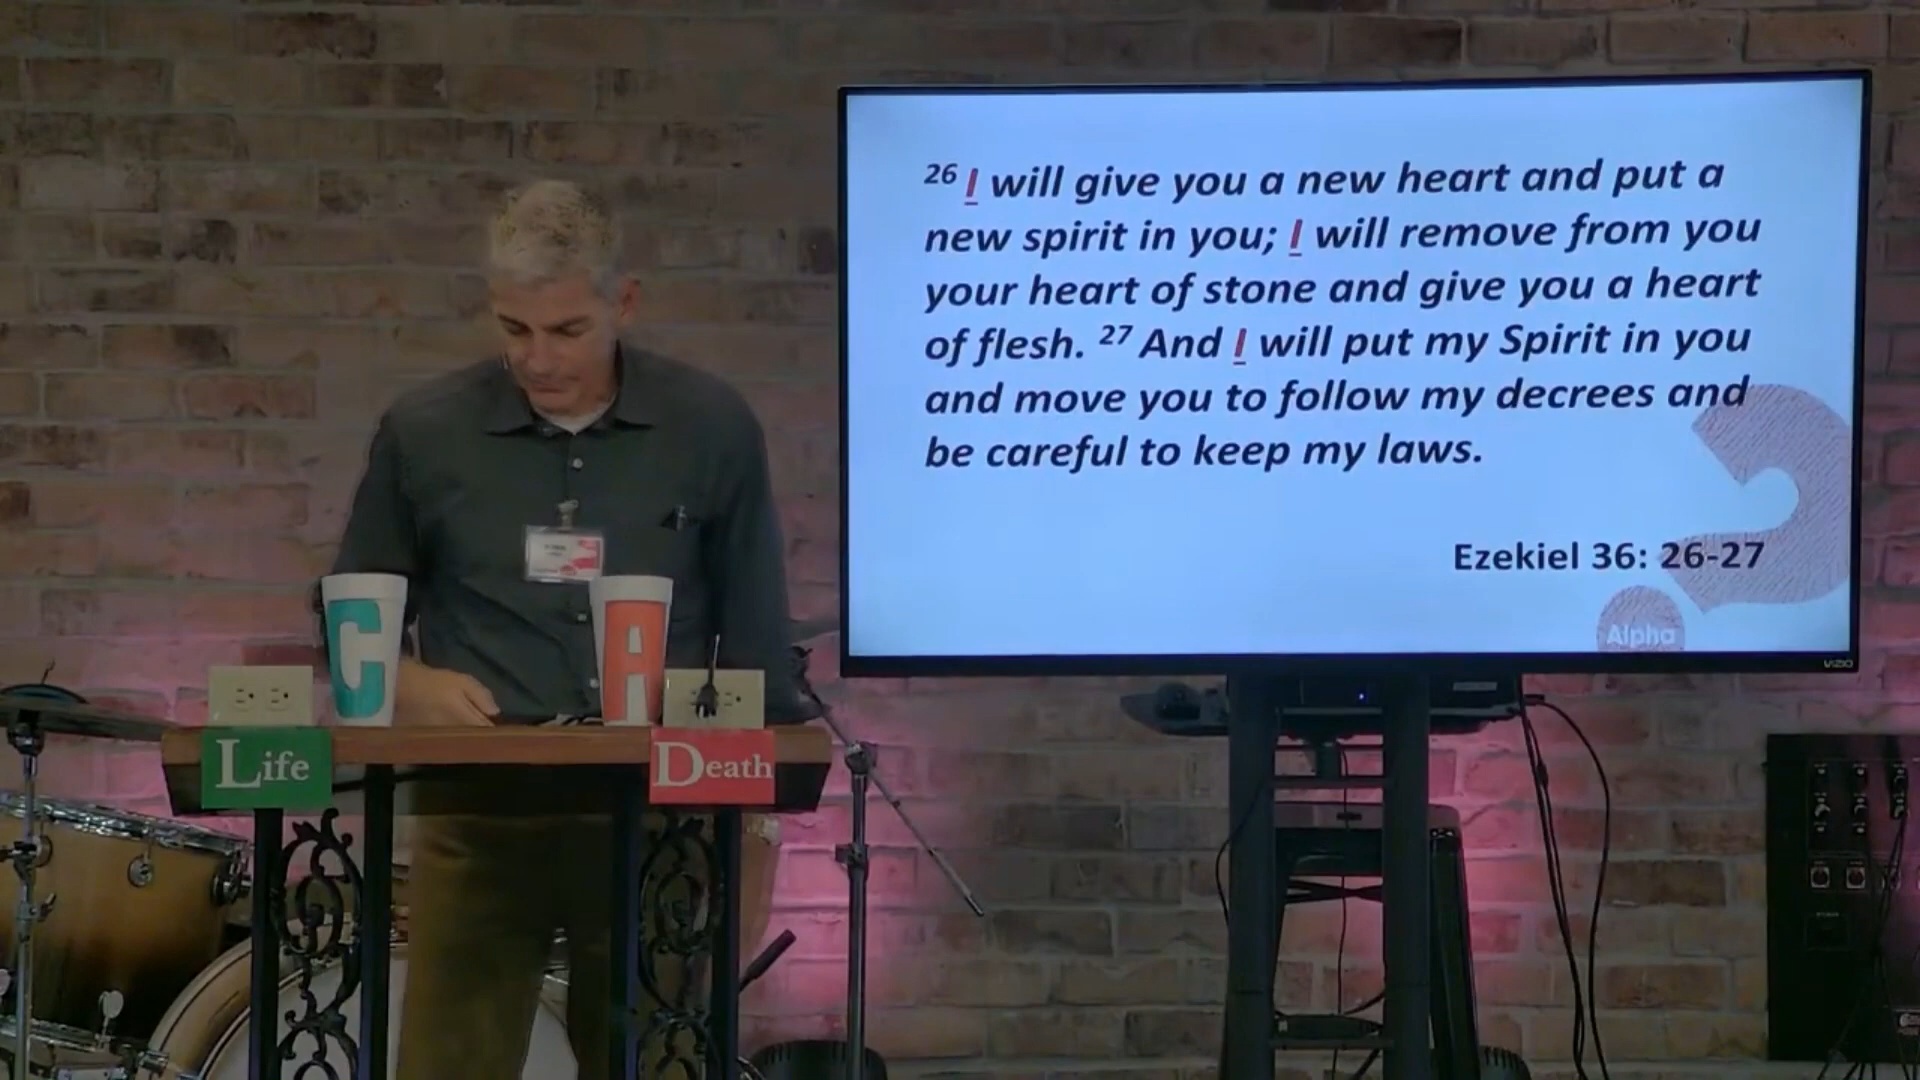 26 I will give you a new heart and put a
new spirit in you; I will remove from you
your heart of stone and give you a heart
of flesh. 27 And I will put my Spirit in you
and move you to follow my decrees and
be careful to keep my laws.
Ezekiel 36: 26-27
Alpha
VIZIO
C
A
Life
Death